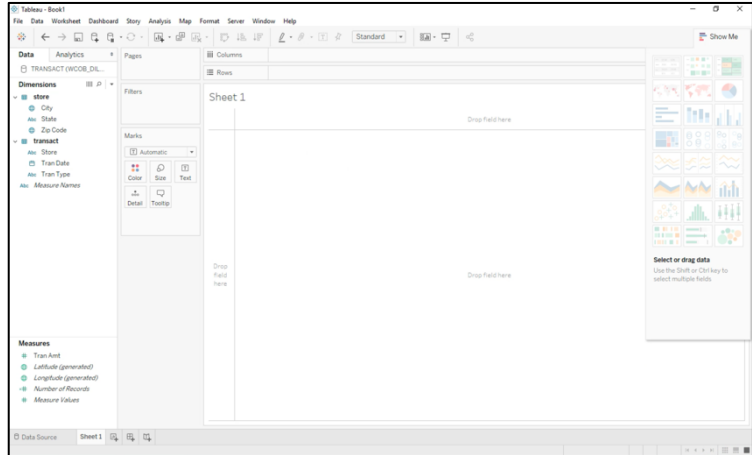 Tableau - Book1
File Data Worksheet Dashboard Story Analysis Map Format Server Window Help
Standard
Show Me
Data Analytics
TRANSACT (WCOB_DIL...
Dimensions
store
City
Abc State
Zip Code
transact
Abc Store
Tran Date
Abc Tran Type
Abc Measure Names
Measures
Tran Amt
Latitude (generated)
Longitude (generated)
Number of Records
Measure Values
Pages
Filters
Marks
Automatic
Color Size Text
Detail Tooltip
Columns
Rows
Sheet 1
Drop field here
Drop
field
here
Drop field here
Select or drag data
Use the Shift or Ctrl key to
select multiple fields
Data Source Sheet 1